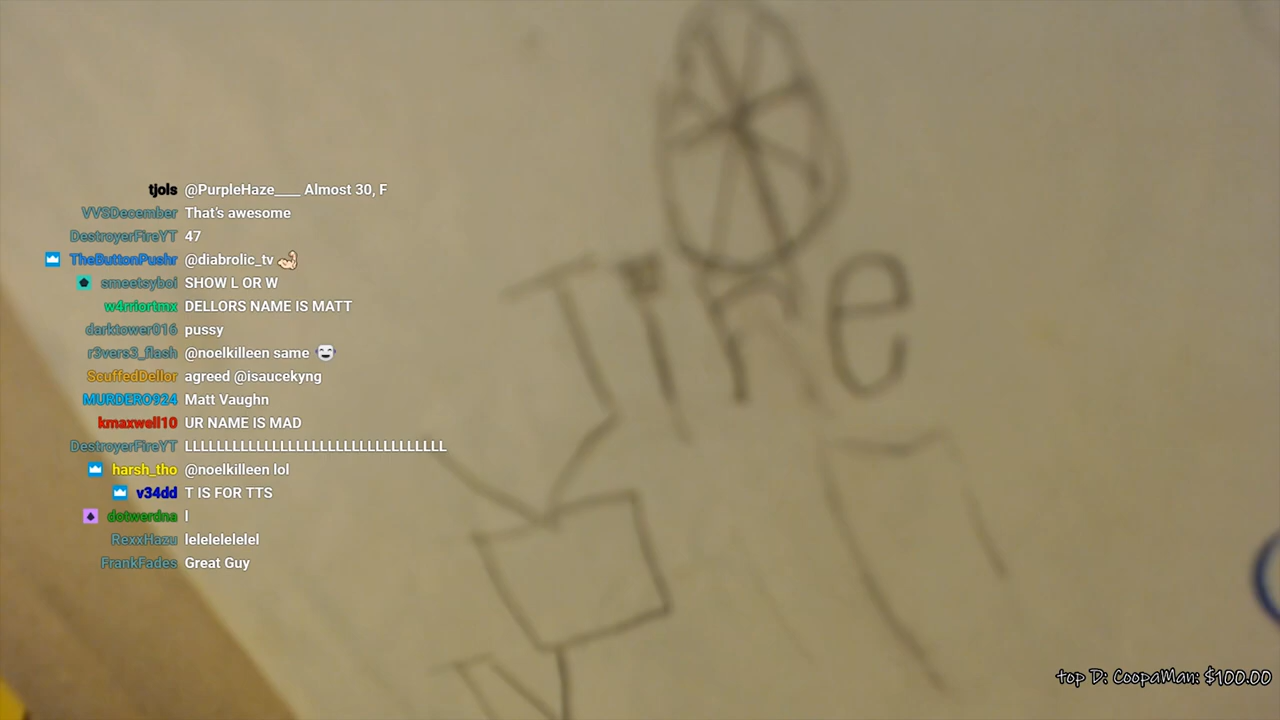 tjols @PurpleHaze____ Almost 30, F
VVSDecember That's awesome
DestroyerFireYT 47
TheButtonPushr @diabrolic_tv
smeetsyboi SHOW L OR W
w4rriortmx DELLORS NAME IS MATT
darktower916 pussy
r3vers3_flash @noelkilleen same
ScuffedDellor agreed @isaucekyng
MURDERO924 Matt Vaughn
kmaxwell10 UR NAME IS MAD
DestroyerFireYT LLLLLLLLLLLLLLLLLLLLLLLLLLLLLLLLL
harsh_tho @noelkilleen lol
v34dd T IS FOR TTS
dotwerdna l
RexxHazu lelelelelelel
FrankFades Great Guy
Tire
top D: CoopaMan: $100.00